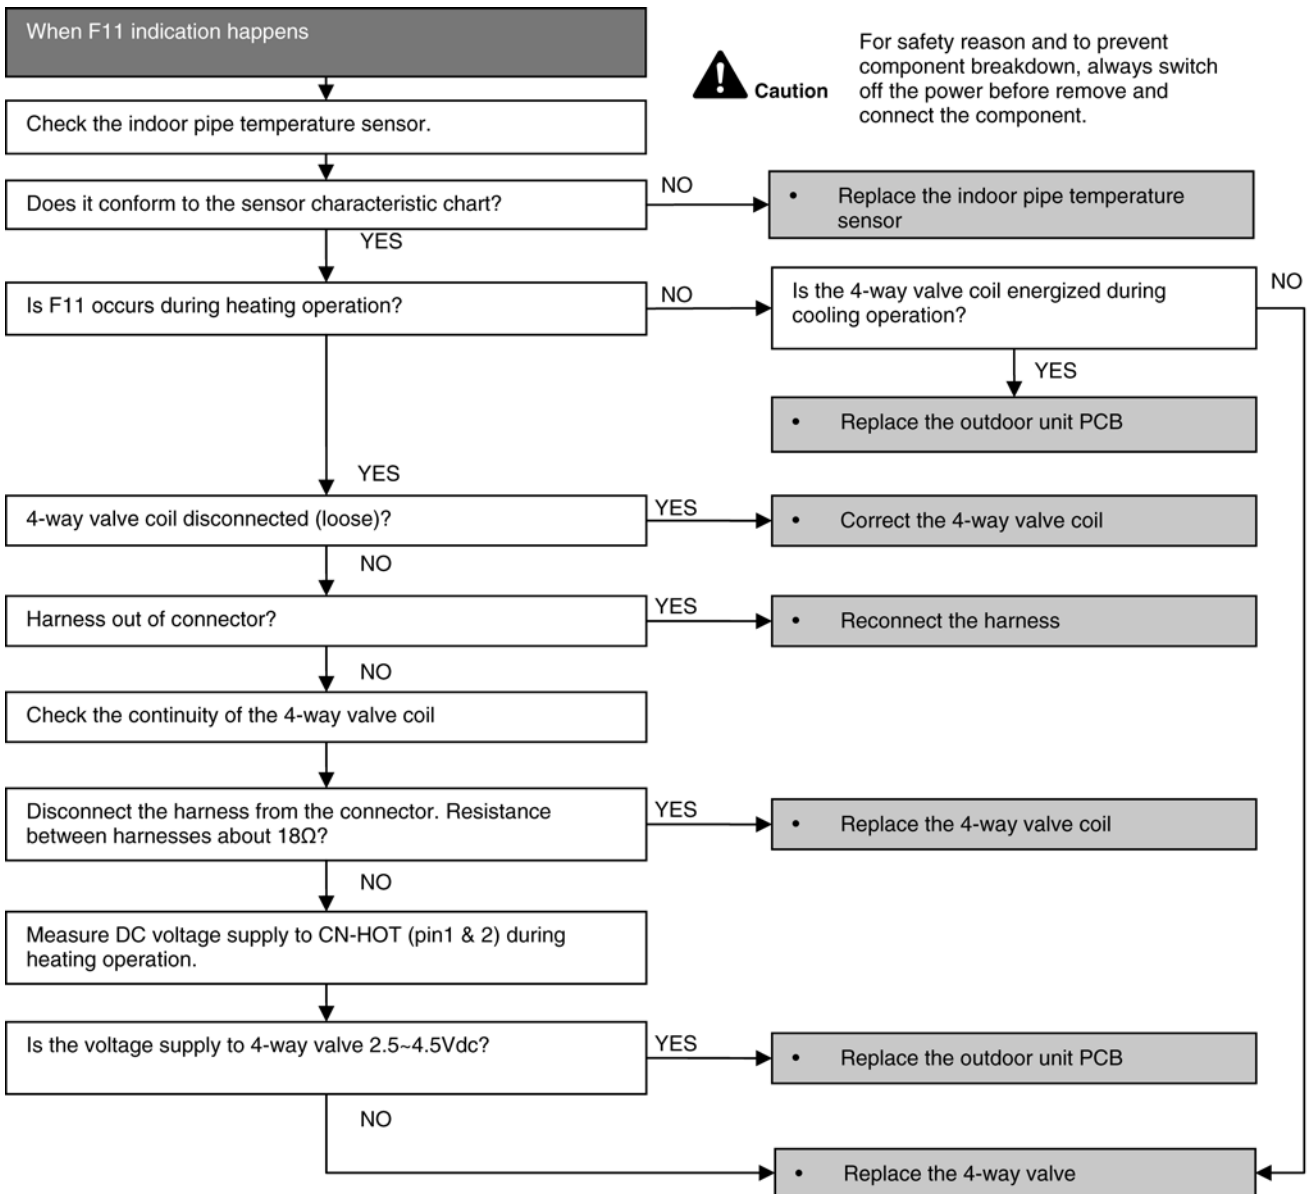 When F11 indication happens
Caution
For safety reason and to prevent
component breakdown, always switch
off the power before remove and
connect the component.
Check the indoor pipe temperature sensor.
Does it conform to the sensor characteristic chart?
NO
• Replace the indoor pipe temperature
sensor
YES
Is F11 occurs during heating operation?
NO
Is the 4-way valve coil energized during
cooling operation?
NO
YES
• Replace the outdoor unit PCB
YES
4-way valve coil disconnected (loose)?
YES
• Correct the 4-way valve coil
NO
Harness out of connector?
YES
• Reconnect the harness
NO
Check the continuity of the 4-way valve coil
Disconnect the harness from the connector. Resistance
between harnesses about 18Ω?
YES
• Replace the 4-way valve coil
NO
Measure DC voltage supply to CN-HOT (pin1 & 2) during
heating operation.
Is the voltage supply to 4-way valve 2.5~4.5Vdc?
YES
• Replace the outdoor unit PCB
NO
• Replace the 4-way valve